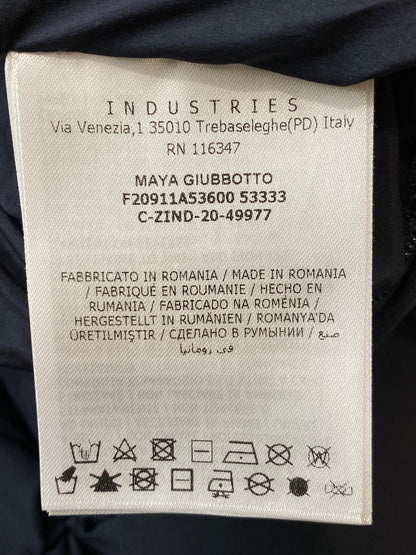 INDUSTRIES
Via Venezia,1 35010 Trebaseleghe(PD) Italy
RN 116347
MAYA GIUBBOTTO
F20911A53600 53333
C-ZIND-20-49977
FABBRICATO IN ROMANIA / MADE IN ROMANIA
/ FABRIQUÉ EN ROUMANIE / HECHO EN
RUMANIA / FABRICADO NA ROMÉNIA /
HERGESTELLT IN RUMÄNIEN / ROMANYA'DA
ÜRETILMIŞTIR / СДЕЛАНО В РУМЫНИИ / صنع
في رومانيا